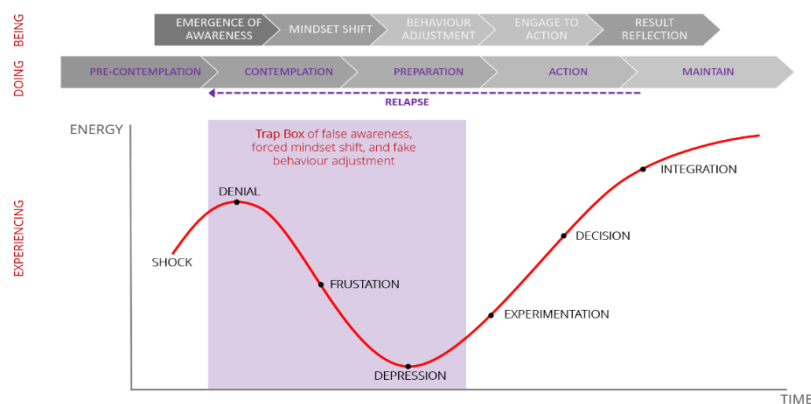 BEING
EMERGENCE OF
AWARENESS
MINDSET SHIFT
BEHAVIOUR
ADJUSTMENT
ENGAGE TO
ACTION
RESULT
REFLECTION
DOING
PRE-CONTEMPLATION
CONTEMPLATION
PREPARATION
ACTION
MAINTAIN
RELAPSE
EXPERIENCING
ENERGY
Trap Box of false awareness,
forced mindset shift, and fake
behaviour adjustment
SHOCK
DENIAL
FRUSTATION
DEPRESSION
EXPERIMENTATION
DECISION
INTEGRATION
TIME